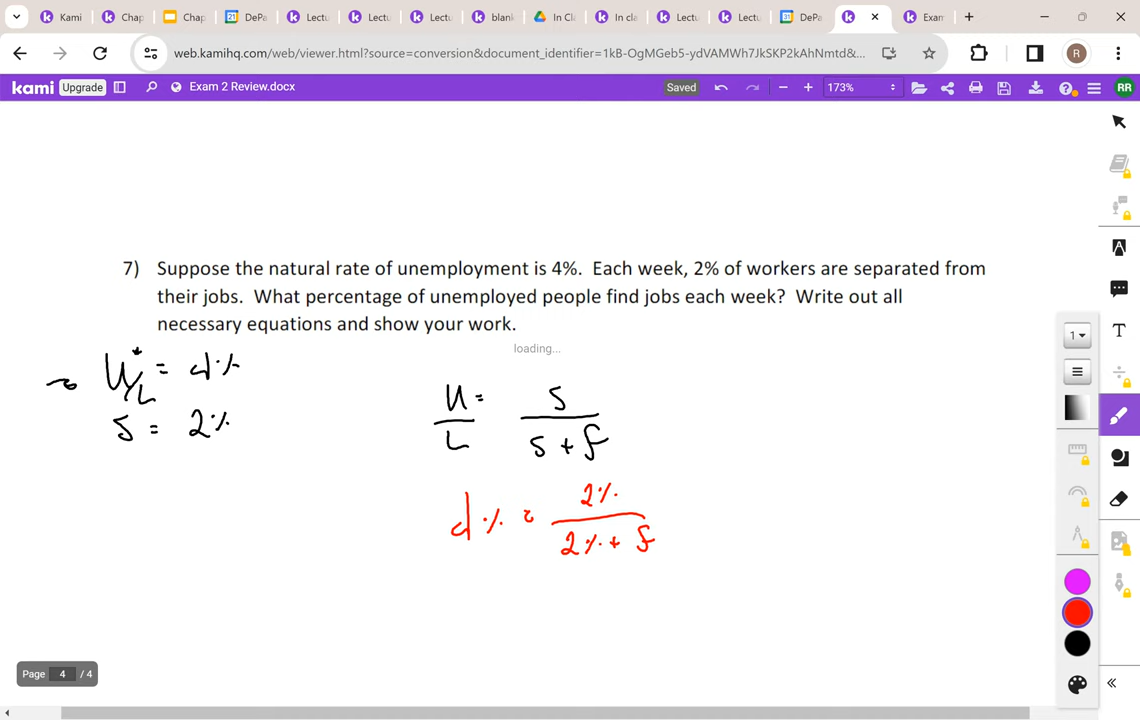 Kami
Chap
Chap
21 DePa
Lectu
Lectu
Lectu
blank
In Cla
In cla
Lectu
Lectu
31 DePa
Exam
web.kamihq.com/web/viewer.html?source=conversion&document_identifier=1kB-OgMGeb5-ydVAMWh7JkSKP2kAhNmtd&...
R
kami Upgrade Exam 2 Review.docx Saved 173% RR
7) Suppose the natural rate of unemployment is 4%. Each week, 2% of workers are separated from
their jobs. What percentage of unemployed people find jobs each week? Write out all
necessary equations and show your work.
loading...
U*/L = d%
S = 2%
U/L = S/S + f
d% = 2%/2% + f
1
T
A
Page 4 / 4